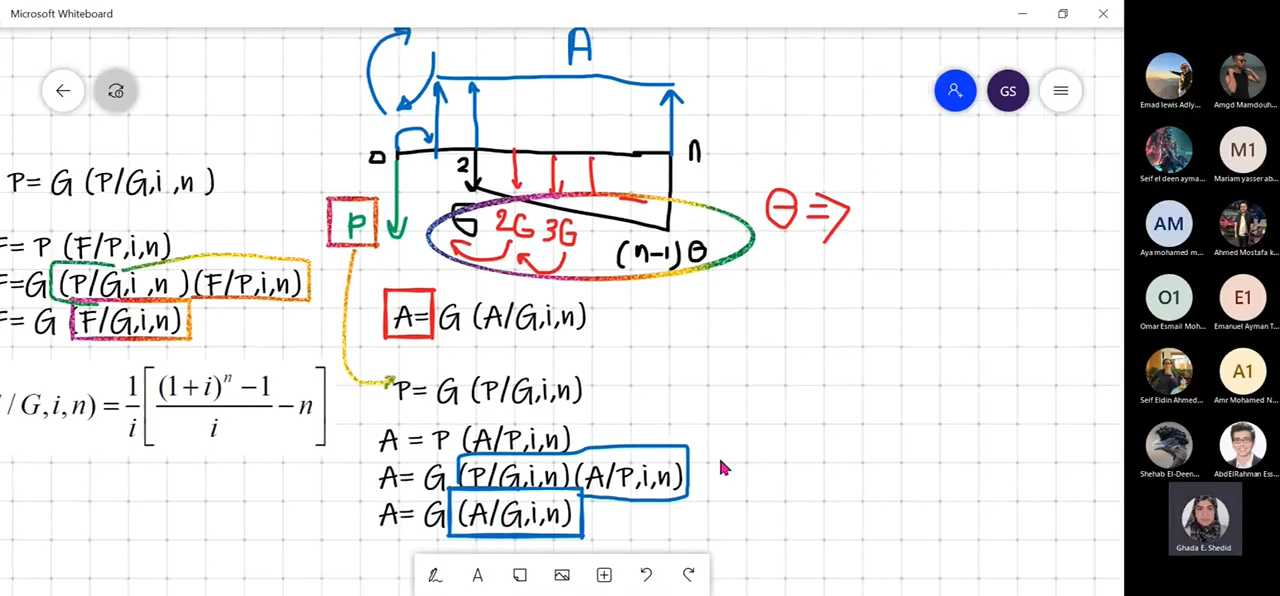 Microsoft Whiteboard
A
0
2
n
P= G (P/G,i,n)
P
G 2G 3G (n-1)G
G ⇒
F= P (F/P,i,n)
F=G (P/G,i,n)(F/P,i,n)
F= G (F/G,i,n)
/ G,i,n) = 1/i [ (1+i)^n −1 / i − n ]
A= G (A/G,i,n)
P= G (P/G,i,n)
A = P (A/P,i,n)
A= G (P/G,i,n)(A/P,i,n)
A= G (A/G,i,n)
A
GS
Emad lewis Adly...
Amgd Mamdouh...
Seif el deen ayma...
M1
Mariam yasser ab...
AM
Aya mohamed m...
Ahmed Mostafa k...
O1
Omar Esmail Moh...
E1
Emanuel Ayman T...
Seif Eldin Ahmed...
A1
Amr Mohamed N...
Shehab El-Deen...
AbdElRahman Ess...
Ghada E. Shedid